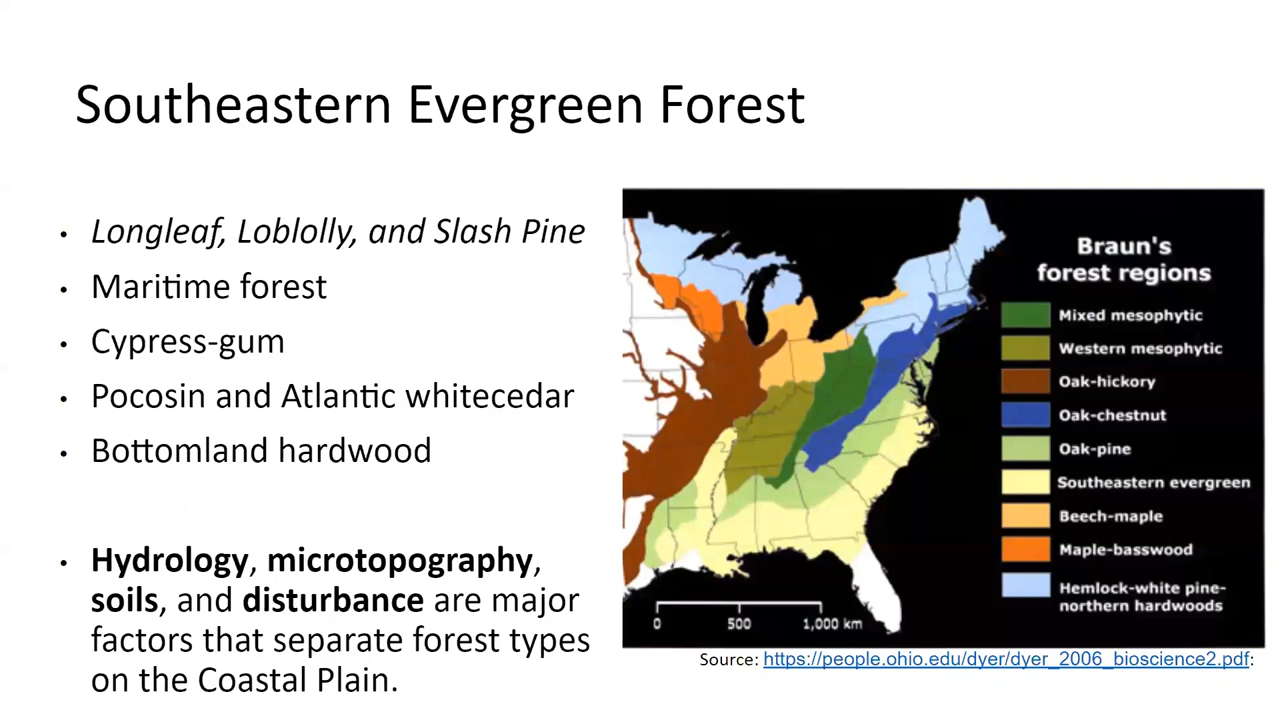 Southeastern Evergreen Forest
• Longleaf, Loblolly, and Slash Pine
• Maritime forest
• Cypress-gum
• Pocosin and Atlantic whitecedar
• Bottomland hardwood
• Hydrology, microtopography,
soils, and disturbance are major
factors that separate forest types
on the Coastal Plain.
Braun's
forest regions
Mixed mesophytic
Western mesophytic
Oak-hickory
Oak-chestnut
Oak-pine
Southeastern evergreen
Beech-maple
Maple-basswood
Hemlock-white pine-
northern hardwoods
0 500 1,000 km
Source: https://people.ohio.edu/dyer/dyer_2006_bioscience2.pdf: